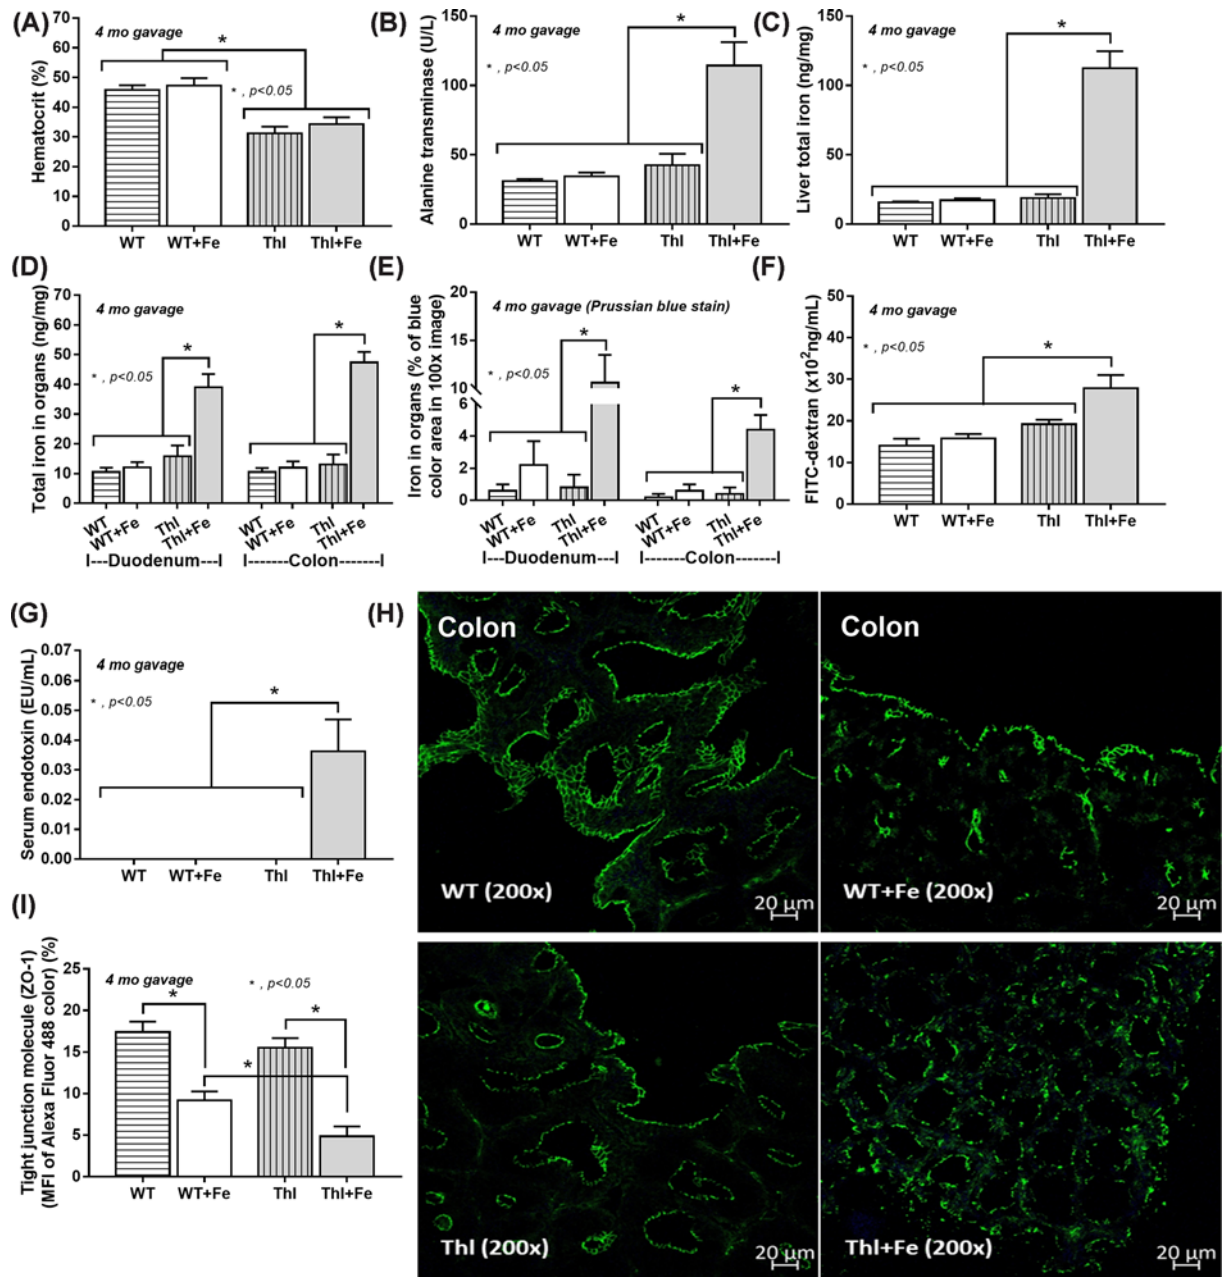 (A)
Hematocrit (%)
70
60
50
40
30
20
10
0
4 mo gavage
*
* , p<0.05
WT WT+Fe Thl Thl+Fe
(B)
Alanine transminase (U/L)
150
100
50
0
4 mo gavage
* , p<0.05
*
WT WT+Fe Thl Thl+Fe
(C)
Liver total iron (ng/mg)
150
100
50
0
4 mo gavage
* , p<0.05
*
WT WT+Fe Thl Thl+Fe
(D)
Total iron in organs (ng/mg)
70
60
50
40
30
20
10
0
4 mo gavage
* , p<0.05
*
*
WT WT+Fe Thl Thl+Fe WT WT+Fe Thl Thl+Fe
I---Duodenum---I I-------Colon-------I
(E)
Iron in organs (% of blue
color area in 100x image)
20
15
10
6
4
2
0
4 mo gavage (Prussian blue stain)
* , p<0.05
*
*
WT WT+Fe Thl Thl+Fe WT WT+Fe Thl Thl+Fe
I---Duodenum---I I-------Colon-------I
(F)
FITC-dextran (x10²ng/mL)
50
40
30
20
10
0
4 mo gavage
* , p<0.05
*
WT WT+Fe Thl Thl+Fe
(G)
Serum endotoxin (EU/mL)
0.07
0.06
0.05
0.04
0.03
0.02
0.01
0.00
4 mo gavage
* , p<0.05
*
WT WT+Fe Thl Thl+Fe
(H)
Colon
WT (200x)
20 µm
Colon
WT+Fe (200x)
20 µm
Thl (200x)
20 µm
Thl+Fe (200x)
20 µm
(I)
Tight junction molecule (ZO-1)
(MFI of Alexa Fluor 488 color) (%)
25
20
15
10
5
0
4 mo gavage
* , p<0.05
*
*
*
WT WT+Fe Thl Thl+Fe